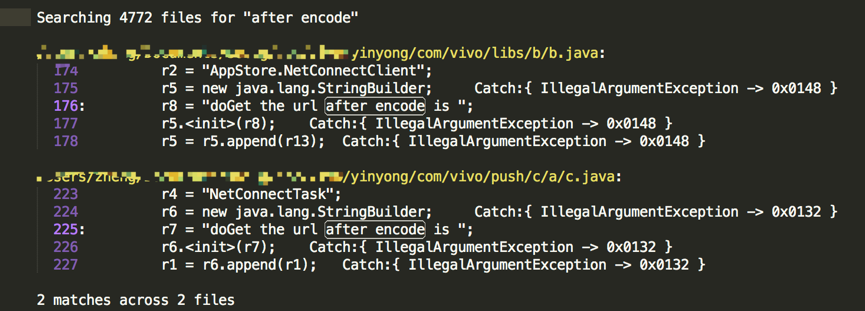 Searching 4772 files for "after encode"
yinyong/com/vivo/libs/b/b.java:
174 r2 = "AppStore.NetConnectClient";
175 r5 = new java.lang.StringBuilder; Catch:{ IllegalArgumentException -> 0x0148 }
176: r8 = "doGet the url after encode is ";
177 r5.<init>(r8); Catch:{ IllegalArgumentException -> 0x0148 }
178 r5 = r5.append(r13); Catch:{ IllegalArgumentException -> 0x0148 }
/yinyong/com/vivo/push/c/a/c.java:
223 r4 = "NetConnectTask";
224 r6 = new java.lang.StringBuilder; Catch:{ IllegalArgumentException -> 0x0132 }
225: r7 = "doGet the url after encode is ";
226 r6.<init>(r7); Catch:{ IllegalArgumentException -> 0x0132 }
227 r1 = r6.append(r1); Catch:{ IllegalArgumentException -> 0x0132 }
2 matches across 2 files